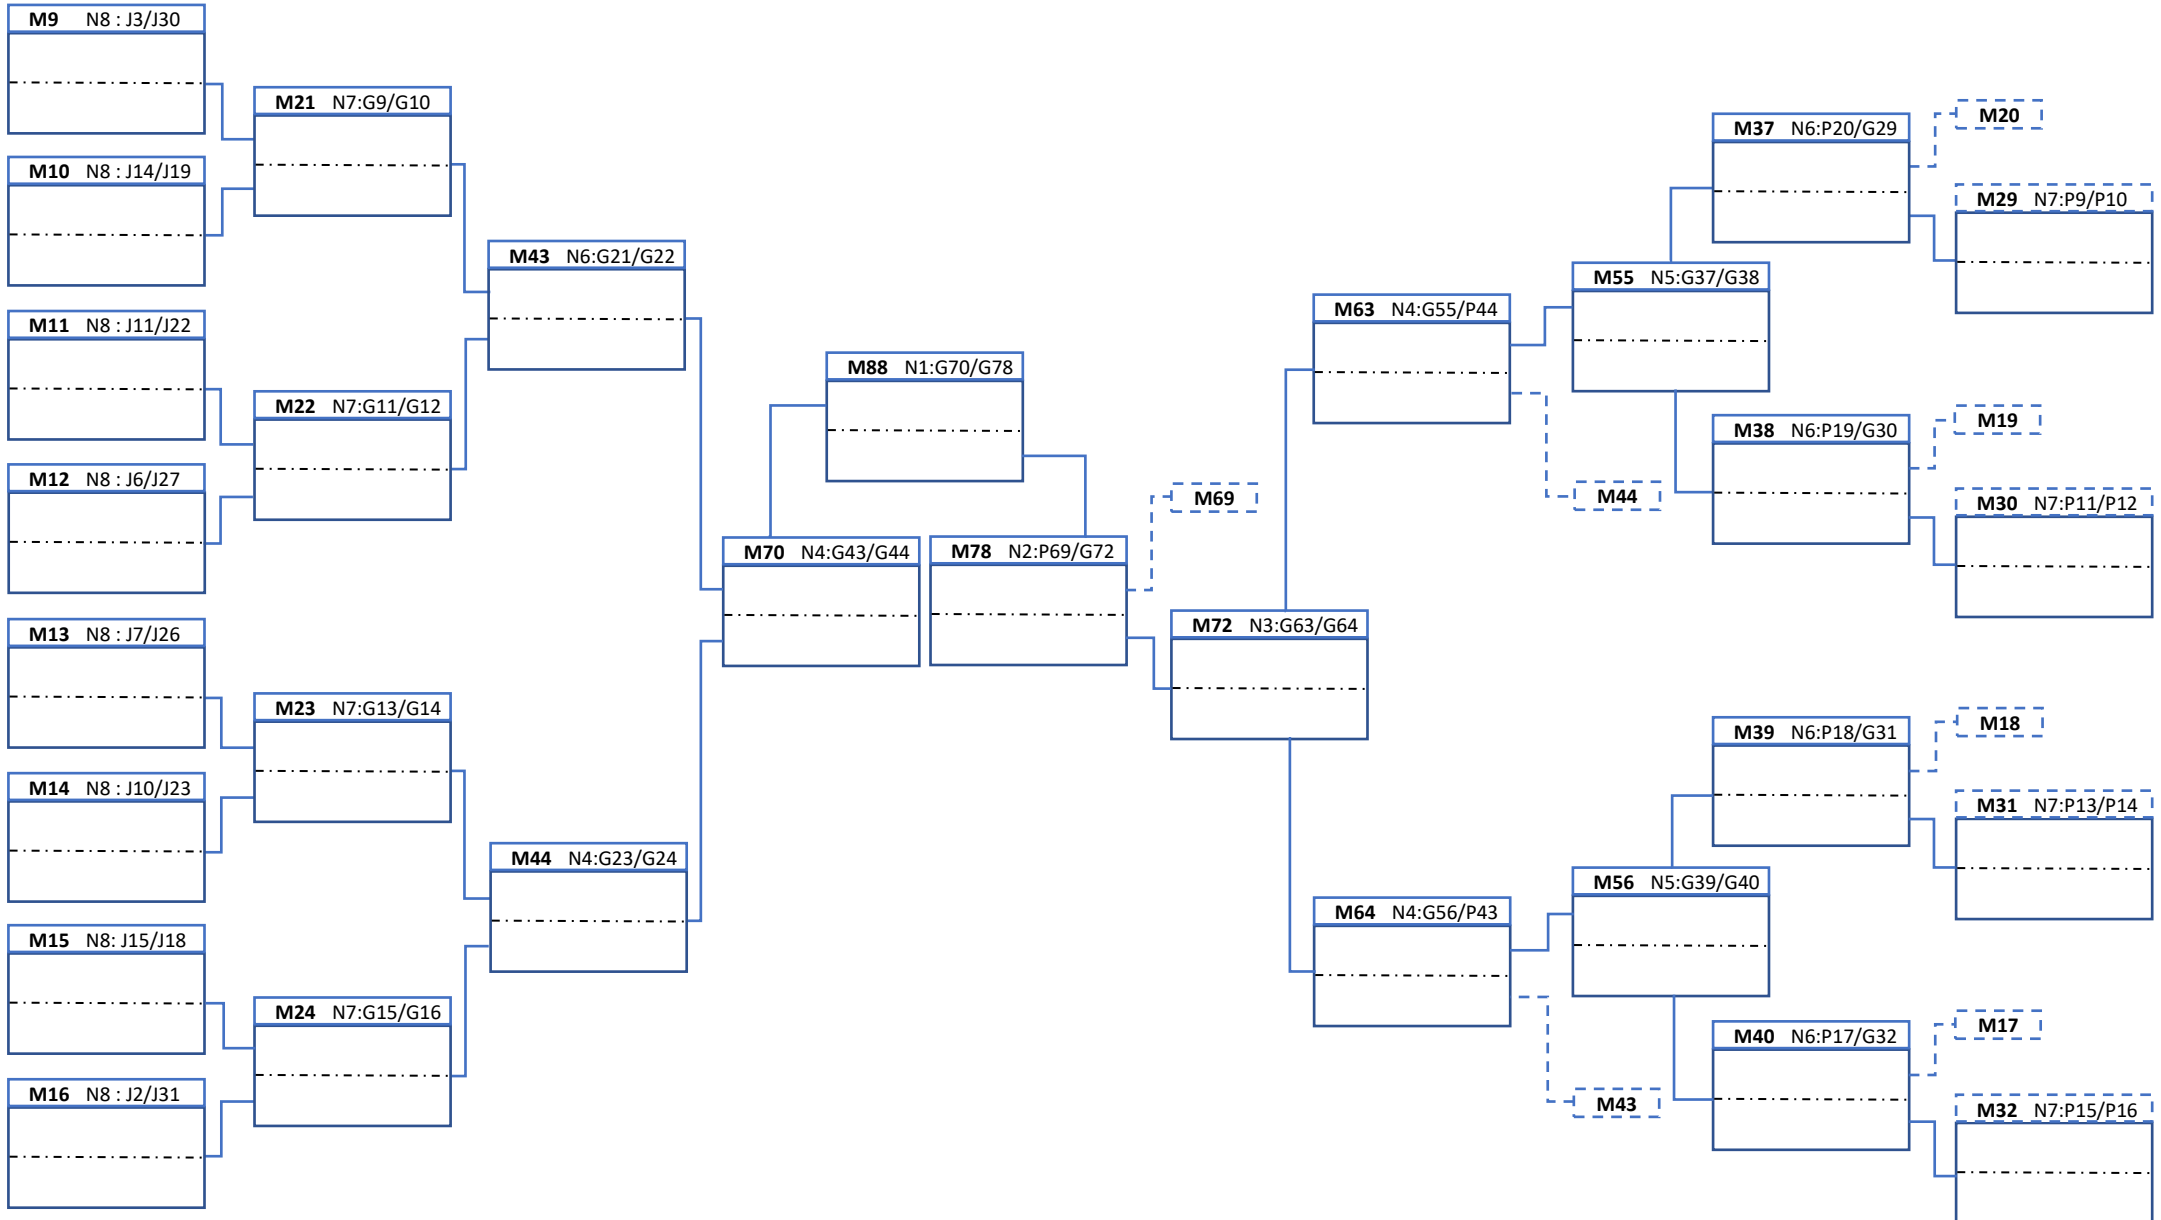 M9 N8 : J3/J30
M10 N8 : J14/J19
M11 N8 : J11/J22
M12 N8 : J6/J27
M13 N8 : J7/J26
M14 N8 : J10/J23
M15 N8: J15/J18
M16 N8 : J2/J31
M21 N7:G9/G10
M22 N7:G11/G12
M23 N7:G13/G14
M24 N7:G15/G16
M43 N6:G21/G22
M44 N4:G23/G24
M70 N4:G43/G44
M88 N1:G70/G78
M78 N2:P69/G72
M69
M72 N3:G63/G64
M63 N4:G55/P44
M44
M64 N4:G56/P43
M43
M55 N5:G37/G38
M56 N5:G39/G40
M37 N6:P20/G29
M38 N6:P19/G30
M39 N6:P18/G31
M40 N6:P17/G32
M20
M29 N7:P9/P10
M19
M30 N7:P11/P12
M18
M31 N7:P13/P14
M17
M32 N7:P15/P16